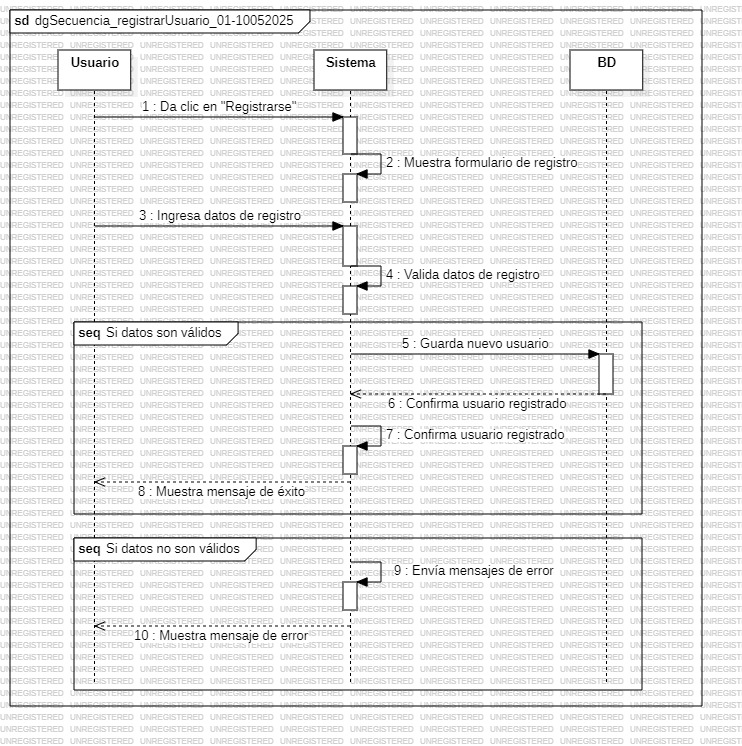 sd dgSecuencia_registrarUsuario_01-10052025
Usuario Sistema BD
1 : Da clic en "Registrarse"
2 : Muestra formulario de registro
3 : Ingresa datos de registro
4 : Valida datos de registro
seq Si datos son válidos
5 : Guarda nuevo usuario
6 : Confirma usuario registrado
7 : Confirma usuario registrado
8 : Muestra mensaje de éxito
seq Si datos no son válidos
9 : Envía mensajes de error
10 : Muestra mensaje de error
UNREGISTERED